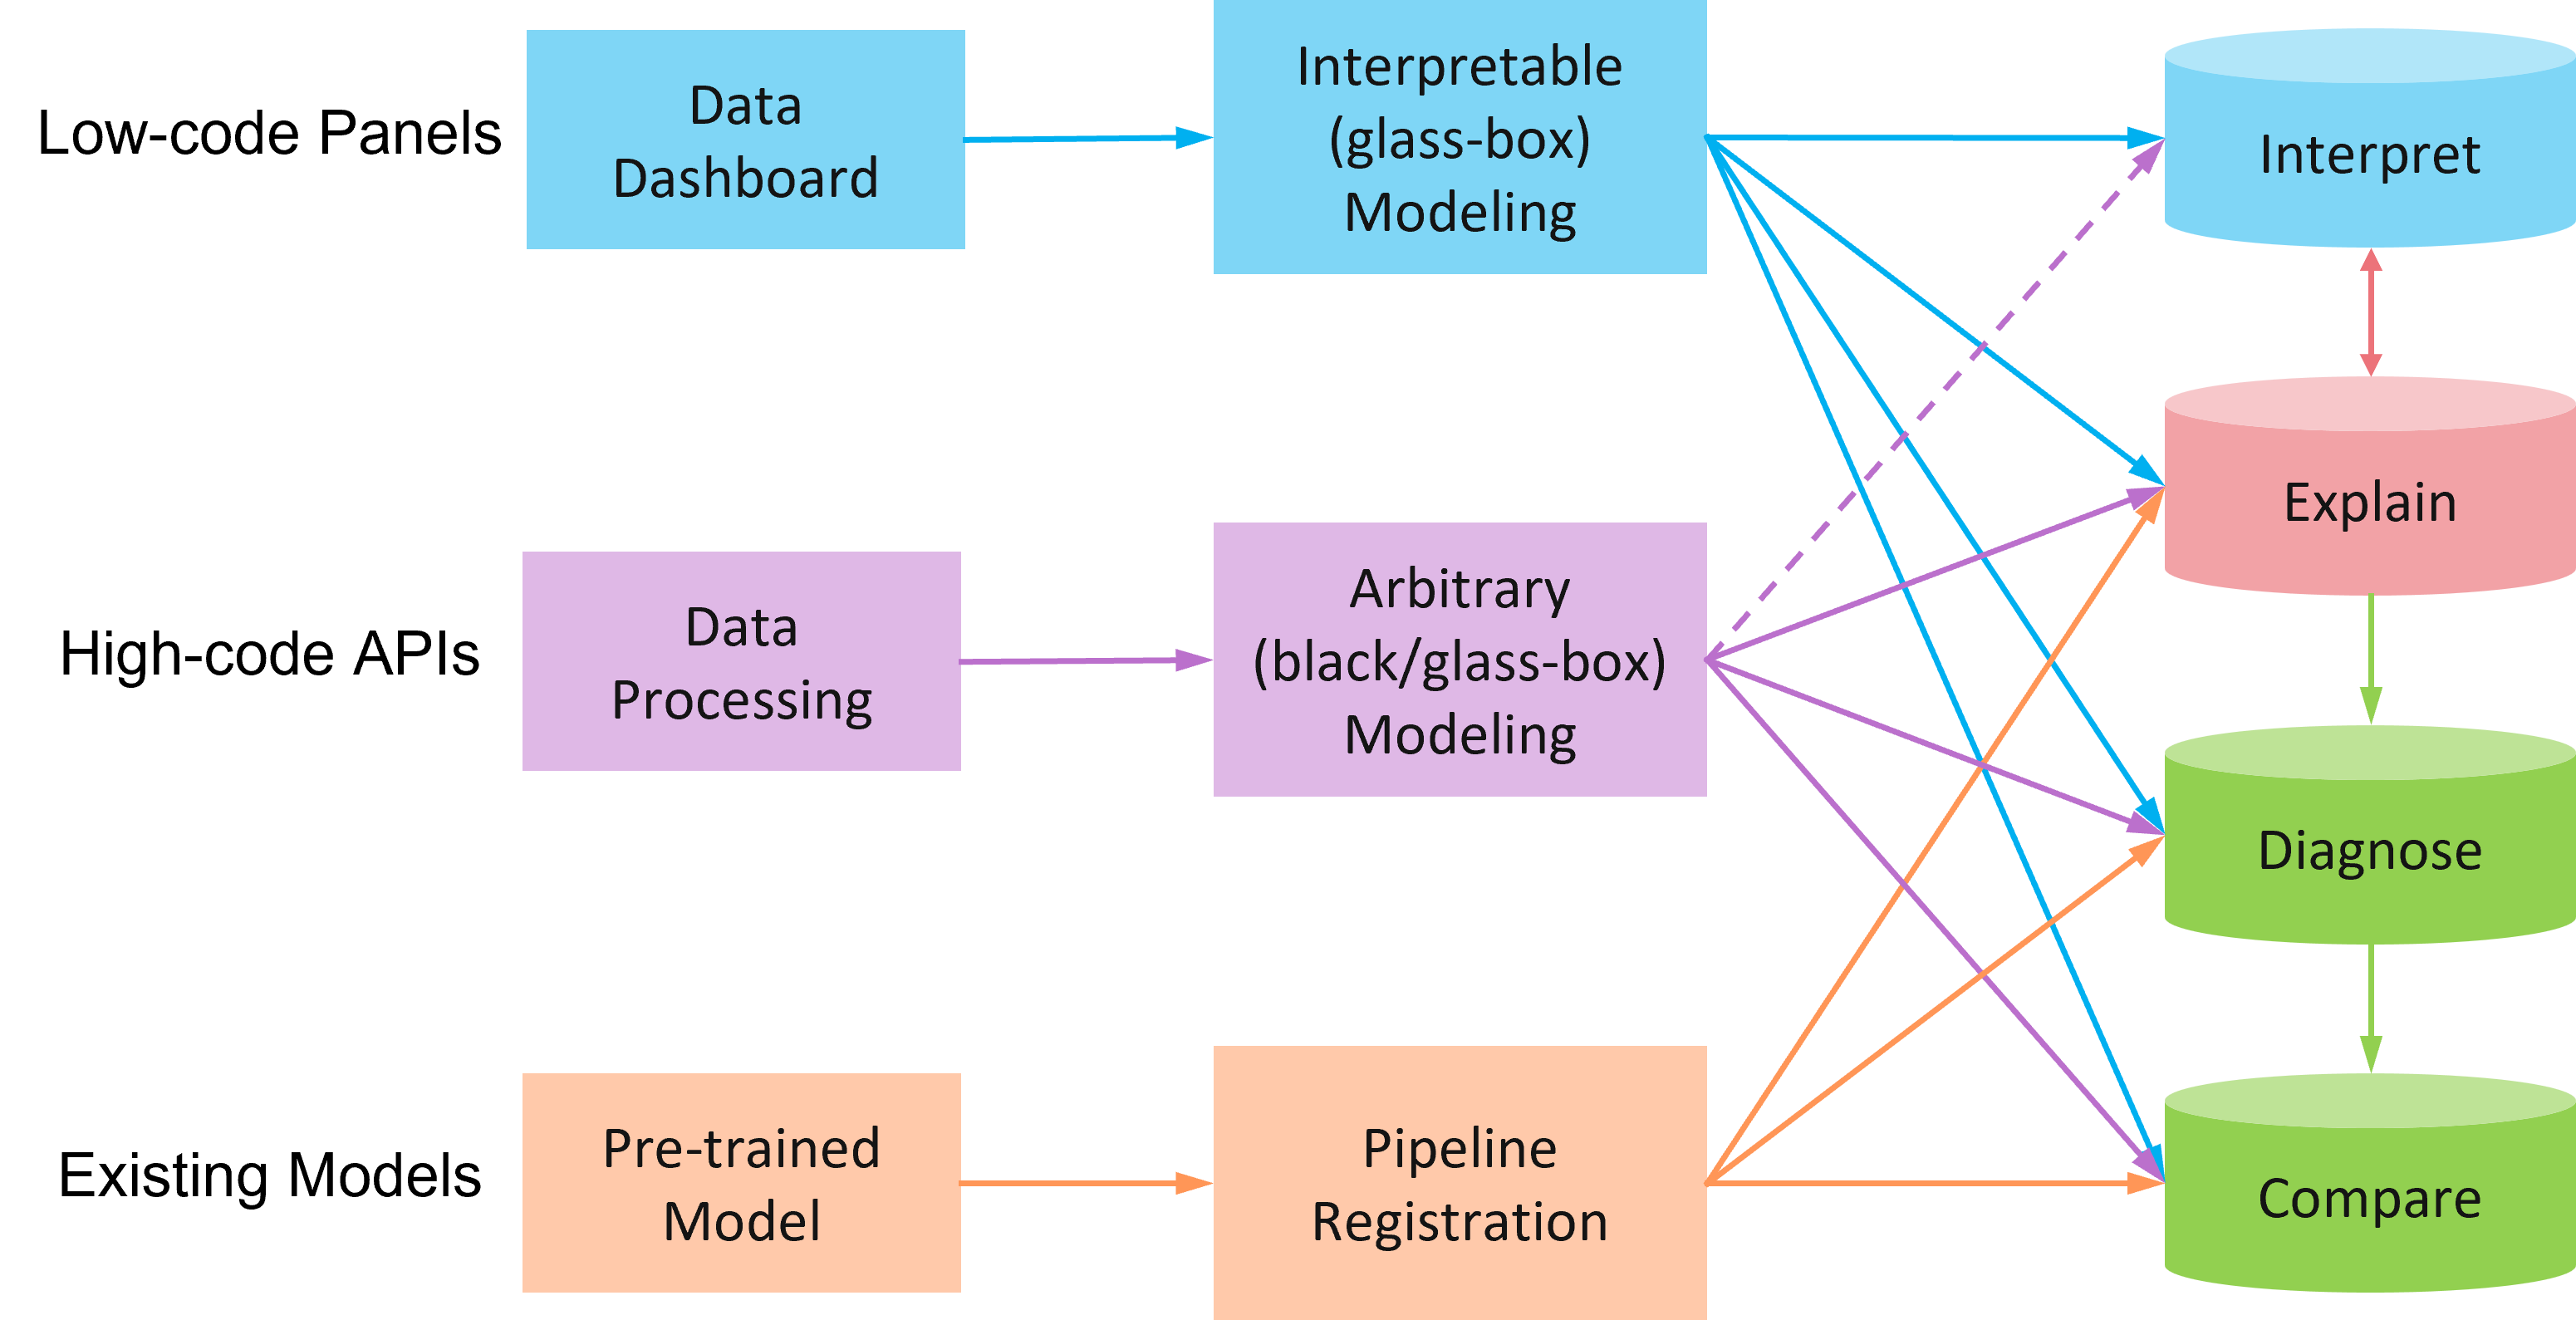 Low-code Panels
Data
Dashboard
Interpretable
(glass-box)
Modeling
Interpret
Explain
High-code APIs
Data
Processing
Arbitrary
(black/glass-box)
Modeling
Diagnose
Existing Models
Pre-trained
Model
Pipeline
Registration
Compare